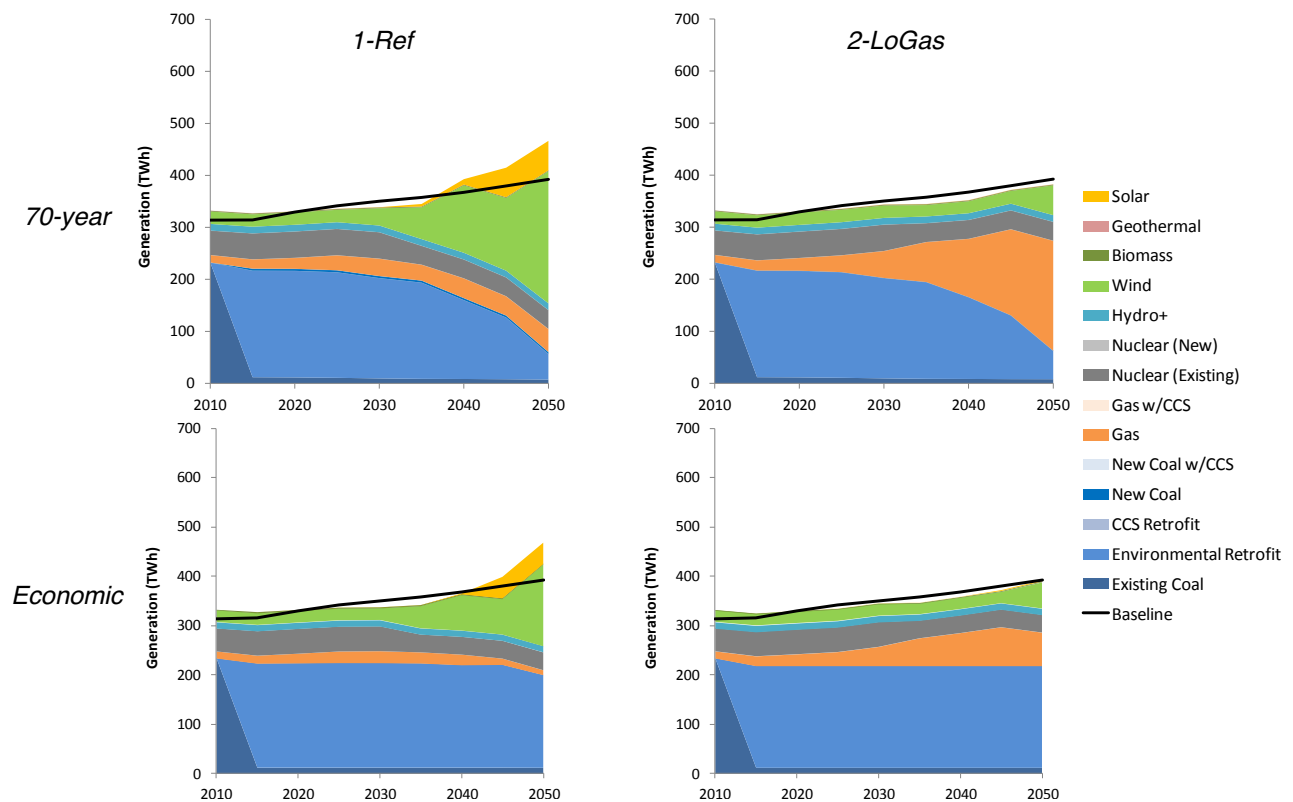 1-Ref
2-LoGas
70-year
Economic
Generation (TWh)
700
600
500
400
300
200
100
0
2010 2020 2030 2040 2050
Generation (TWh)
700
600
500
400
300
200
100
0
2010 2020 2030 2040 2050
Generation (TWh)
700
600
500
400
300
200
100
0
2010 2020 2030 2040 2050
Generation (TWh)
700
600
500
400
300
200
100
0
2010 2020 2030 2040 2050
Solar
Geothermal
Biomass
Wind
Hydro+
Nuclear (New)
Nuclear (Existing)
Gas w/CCS
Gas
New Coal w/CCS
New Coal
CCS Retrofit
Environmental Retrofit
Existing Coal
Baseline